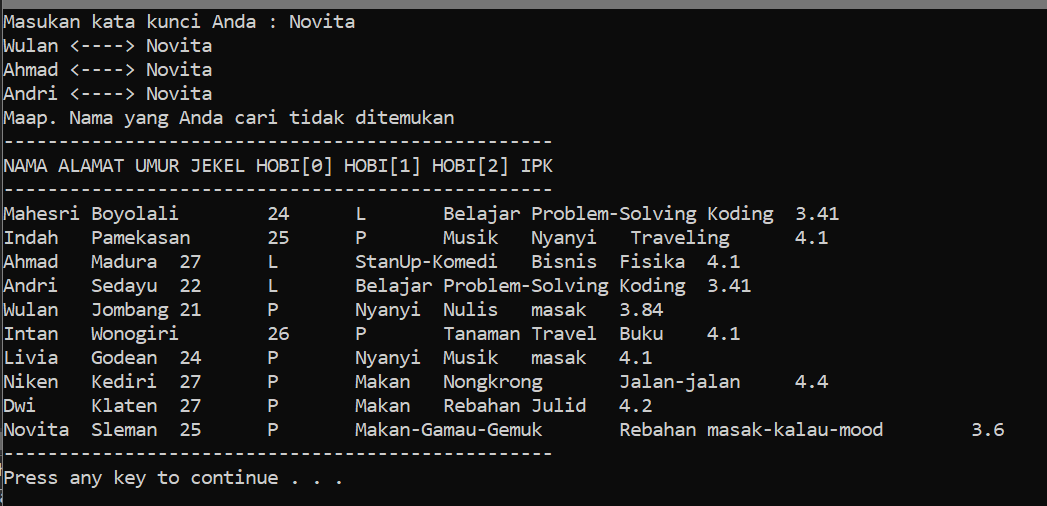 Masukan kata kunci Anda : Novita
Wulan <----> Novita
Ahmad <----> Novita
Andri <----> Novita
Maap. Nama yang Anda cari tidak ditemukan
--------------------------------------------------
NAMA ALAMAT UMUR JEKEL HOBI[0] HOBI[1] HOBI[2] IPK
--------------------------------------------------
Mahesri Boyolali        24      L       Belajar Problem-Solving Koding  3.41
Indah   Pamekasan       25      P       Musik   Nyanyi   Traveling      4.1
Ahmad   Madura  27      L       StanUp-Komedi   Bisnis  Fisika  4.1
Andri   Sedayu  22      L       Belajar Problem-Solving Koding  3.41
Wulan   Jombang 21      P       Nyanyi  Nulis   masak   3.84
Intan   Wonogiri        26      P       Tanaman Travel  Buku    4.1
Livia   Godean  24      P       Nyanyi  Musik   masak   4.1
Niken   Kediri  27      P       Makan   Nongkrong       Jalan-jalan     4.4
Dwi     Klaten  27      P       Makan   Rebahan Julid   4.2
Novita  Sleman  25      P       Makan-Gamau-Gemuk       Rebahan masak-kalau-mood        3.6
--------------------------------------------------
Press any key to continue . . .